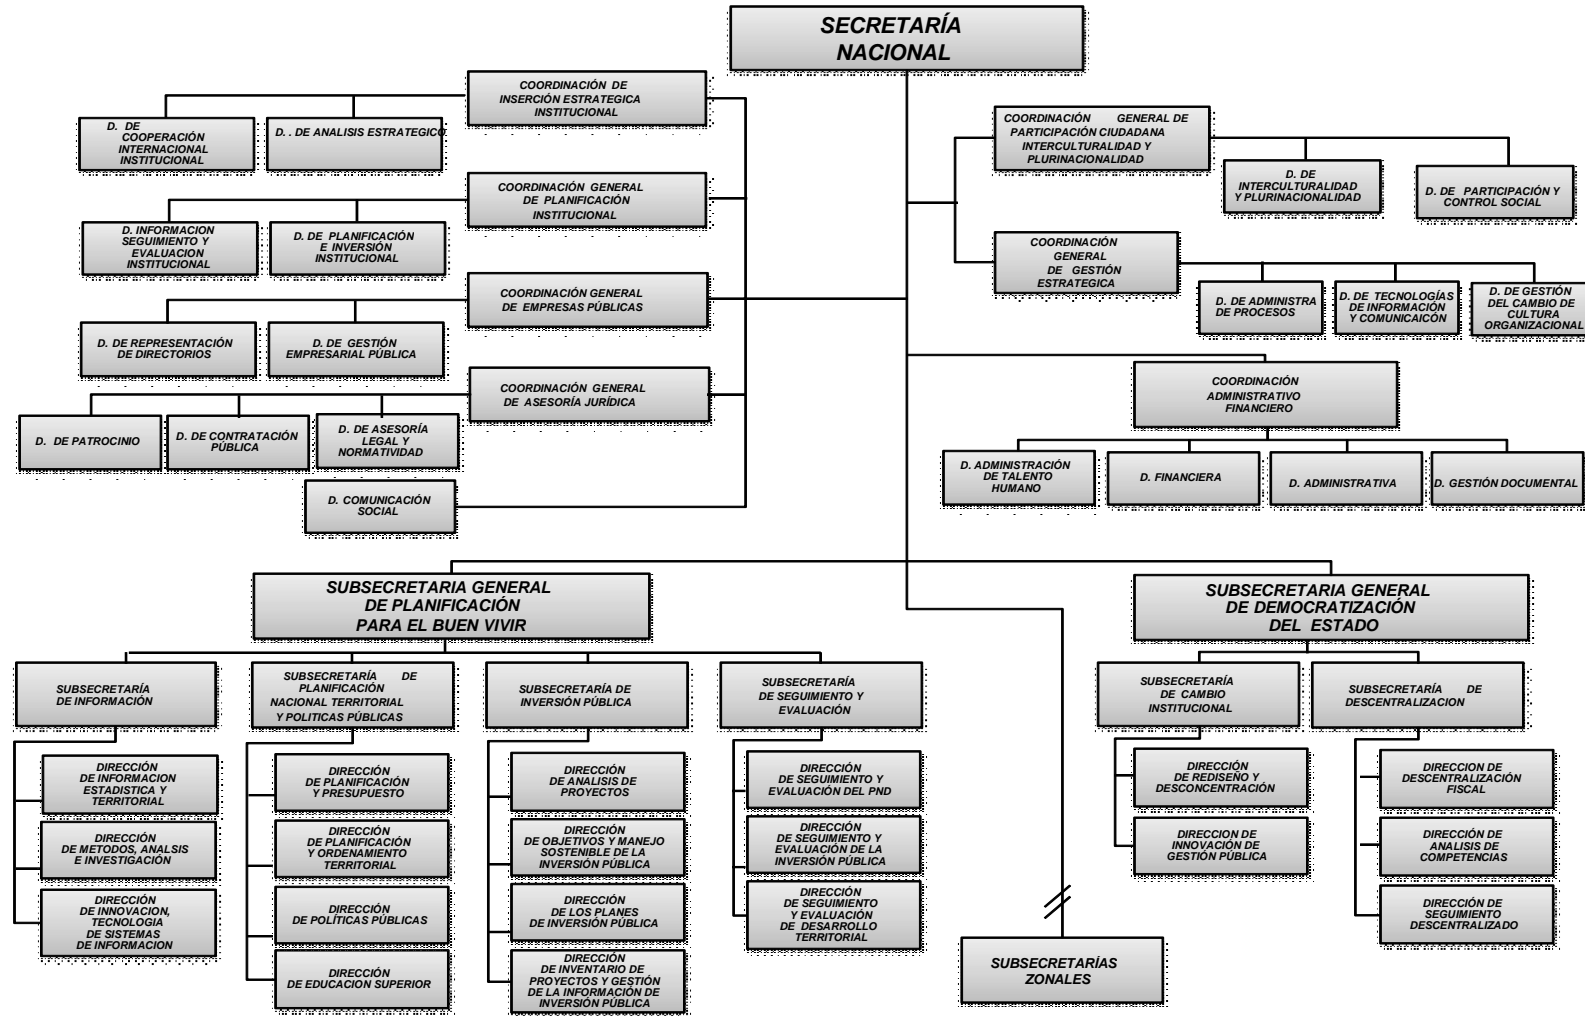 SECRETARÍA
NACIONAL
COORDINACIÓN DE
INSERCIÓN ESTRATEGICA
INSTITUCIONAL
D. DE
COOPERACIÓN
INTERNACIONAL
INSTITUCIONAL
D. . DE ANALISIS ESTRATEGICO
COORDINACIÓN GENERAL
DE PLANIFICACIÓN
INSTITUCIONAL
D. INFORMACION
SEGUIMIENTO Y
EVALUACION
INSTITUCIONAL
D. DE PLANIFICACIÓN
E INVERSIÓN
INSTITUCIONAL
COORDINACIÓN GENERAL
DE EMPRESAS PÚBLICAS
D. DE REPRESENTACIÓN
DE DIRECTORIOS
D. DE GESTIÓN
EMPRESARIAL PÚBLICA
COORDINACIÓN GENERAL
DE ASESORÍA JURÍDICA
D. DE PATROCINIO
D. DE CONTRATACIÓN
PÚBLICA
D. DE ASESORÍA
LEGAL Y
NORMATIVIDAD
D. COMUNICACIÓN
SOCIAL
COORDINACIÓN GENERAL DE
PARTICIPACIÓN CIUDADANA
INTERCULTURALIDAD Y
PLURINACIONALIDAD
D. DE
INTERCULTURALIDAD
Y PLURINACIONALIDAD
D. DE PARTICIPACIÓN Y
CONTROL SOCIAL
COORDINACIÓN
GENERAL
DE GESTIÓN
ESTRATEGICA
D. DE ADMINISTRA
DE PROCESOS
D. DE TECNOLOGÍAS
DE INFORMACIÓN
Y COMUNICAICÓN
D. DE GESTIÓN
DEL CAMBIO DE
CULTURA
ORGANIZACIONAL
COORDINACIÓN
ADMINISTRATIVO
FINANCIERO
D. ADMINISTRACIÓN
DE TALENTO
HUMANO
D. FINANCIERA
D. ADMINISTRATIVA
D. GESTIÓN DOCUMENTAL
SUBSECRETARIA GENERAL
DE PLANIFICACIÓN
PARA EL BUEN VIVIR
SUBSECRETARIA GENERAL
DE DEMOCRATIZACIÓN
DEL ESTADO
SUBSECRETARÍA
DE INFORMACIÓN
DIRECCIÓN
DE INFORMACION
ESTADISTICA Y
TERRITORIAL
DIRECCIÓN
DE METODOS, ANALSIS
E INVESTIGACIÓN
DIRECCIÓN
DE INNOVACION,
TECNOLOGIA
DE SISTEMAS
DE INFORMACION
SUBSECRETARÍA DE
PLANIFICACIÓN
NACIONAL TERRITORIAL
Y POLITICAS PÚBLICAS
DIRECCIÓN
DE PLANIFICACIÓN
Y PRESUPUESTO
DIRECCIÓN
DE PLANIFICACIÓN
Y ORDENAMIENTO
TERRITORIAL
DIRECCIÓN
DE POLÍTICAS PÚBLICAS
DIRECCIÓN
DE EDUCACION SUPERIOR
SUBSECRETARÍA DE
INVERSIÓN PÚBLICA
DIRECCIÓN
DE ANALISIS DE
PROYECTOS
DIRECCIÓN
DE OBJETIVOS Y MANEJO
SOSTENIBLE DE LA
INVERSIÓN PÚBLICA
DIRECCIÓN
DE LOS PLANES
DE INVERSIÓN PÚBLICA
DIRECCIÓN
DE INVENTARIO DE
PROYECTOS Y GESTIÓN
DE LA INFORMACIÓN DE
INVERSIÓN PÚBLICA
SUBSECRETARÍA
DE SEGUIMIENTO Y
EVALUACIÓN
DIRECCIÓN
DE SEGUIMIENTO Y
EVALUACIÓN DEL PND
DIRECCIÓN
DE SEGUIMIENTO Y
EVALUACIÓN DE LA
INVERSIÓN PÚBLICA
DIRECCIÓN
DE SEGUIMIENTO
Y EVALUACIÓN
DE DESARROLLO
TERRITORIAL
SUBSECRETARÍAS
ZONALES
SUBSECRETARÍA
DE CAMBIO
INSTITUCIONAL
DIRECCIÓN
DE REDISEÑO Y
DESCONCENTRACIÓN
DIRECCION DE
INNOVACIÓN DE
GESTIÓN PÚBLICA
SUBSECRETARÍA DE
DESCENTRALIZACION
DIRECCION DE
DESCENTRALIZACIÓN
FISCAL
DIRECCIÓN DE
ANALISIS DE
COMPETENCIAS
DIRECCIÓN DE
SEGUIMIENTO
DESCENTRALIZADO